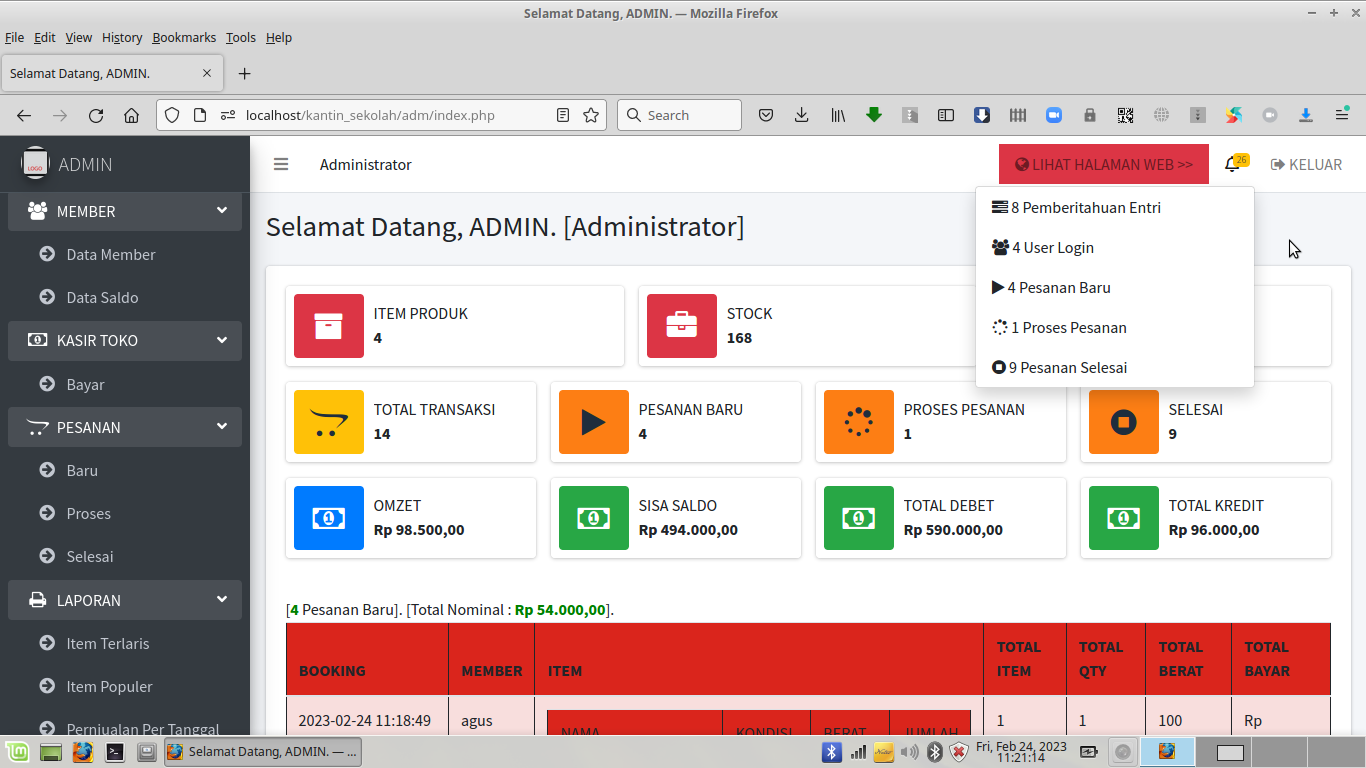 Selamat Datang, ADMIN. — Mozilla Firefox
File Edit View History Bookmarks Tools Help
Selamat Datang, ADMIN.
localhost/kantin_sekolah/adm/index.php
Search
LOGO
ADMIN
Administrator
LIHAT HALAMAN WEB >>
26
KELUAR
MEMBER
Data Member
Data Saldo
KASIR TOKO
Bayar
PESANAN
Baru
Proses
Selesai
LAPORAN
Item Terlaris
Item Populer
Pernjualan Per Tanggal
8 Pemberitahuan Entri
4 User Login
4 Pesanan Baru
1 Proses Pesanan
9 Pesanan Selesai
Selamat Datang, ADMIN. [Administrator]
ITEM PRODUK
4
STOCK
168
TOTAL TRANSAKSI
14
PESANAN BARU
4
PROSES PESANAN
1
SELESAI
9
OMZET
Rp 98.500,00
SISA SALDO
Rp 494.000,00
TOTAL DEBET
Rp 590.000,00
TOTAL KREDIT
Rp 96.000,00
[4 Pesanan Baru]. [Total Nominal : Rp 54.000,00].
BOOKING MEMBER ITEM TOTAL ITEM TOTAL QTY TOTAL BERAT TOTAL BAYAR
2023-02-24 11:18:49 agus 1 1 100 Rp
NAMA KONDISI BERAT JUMLAH
Selamat Datang, ADMIN. — ...
Fri, Feb 24, 2023
11:21:14